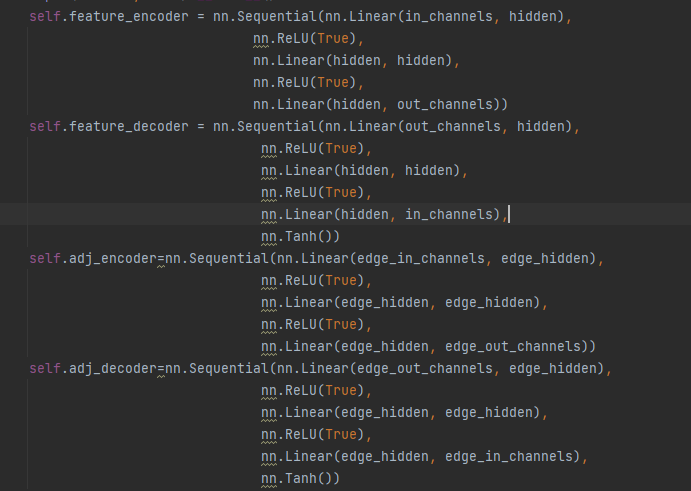 self.feature_encoder = nn.Sequential(nn.Linear(in_channels, hidden),
nn.ReLU(True),
nn.Linear(hidden, hidden),
nn.ReLU(True),
nn.Linear(hidden, out_channels))
self.feature_decoder = nn.Sequential(nn.Linear(out_channels, hidden),
nn.ReLU(True),
nn.Linear(hidden, hidden),
nn.ReLU(True),
nn.Linear(hidden, in_channels),
nn.Tanh())
self.adj_encoder=nn.Sequential(nn.Linear(edge_in_channels, edge_hidden),
nn.ReLU(True),
nn.Linear(edge_hidden, edge_hidden),
nn.ReLU(True),
nn.Linear(edge_hidden, edge_out_channels))
self.adj_decoder=nn.Sequential(nn.Linear(edge_out_channels, edge_hidden),
nn.ReLU(True),
nn.Linear(edge_hidden, edge_hidden),
nn.ReLU(True),
nn.Linear(edge_hidden, edge_in_channels),
nn.Tanh())